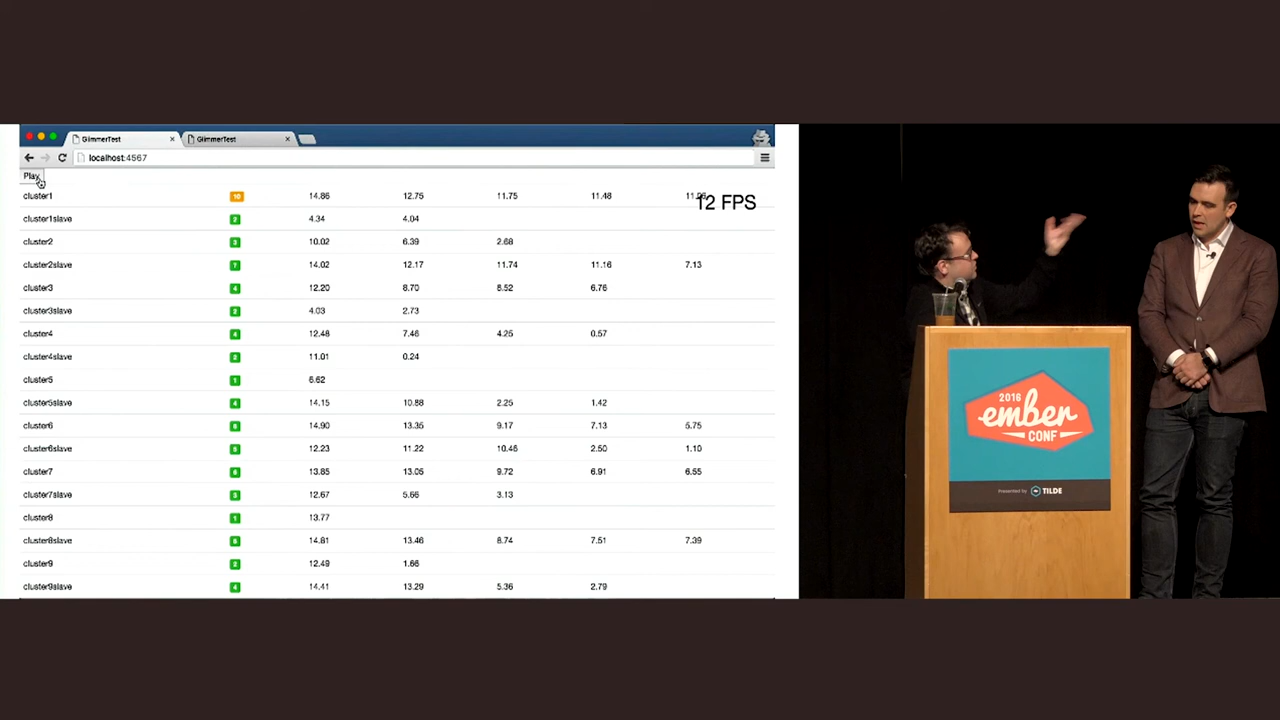 GlimmerTest
GlimmerTest
localhost:4567
Play
cluster1 10 14.86 12.75 11.75 11.48
12 FPS
cluster1slave 2 4.34 4.04
cluster2 3 10.02 6.39 2.68
cluster2slave 7 14.02 12.17 11.74 11.16 7.13
cluster3 4 12.20 8.70 8.52 6.76
cluster3slave 2 4.03 2.73
cluster4 4 12.48 7.46 4.25 0.57
cluster4slave 2 11.01 0.24
cluster5 1 6.62
cluster5slave 4 14.15 10.88 2.25 1.42
cluster6 14.90 13.35 9.17 7.13 5.75
cluster6slave 12.23 11.22 10.46 2.50 1.10
cluster7 13.85 13.05 9.72 6.91 6.55
cluster7slave 3 12.67 5.66 3.13
cluster8 1 13.77
cluster8slave 14.81 13.46 8.74 7.51 7.39
cluster9 2 12.49 1.66
cluster9slave 4 14.41 13.29 5.36 2.79
2016
ember
CONF
Presented by TILDE